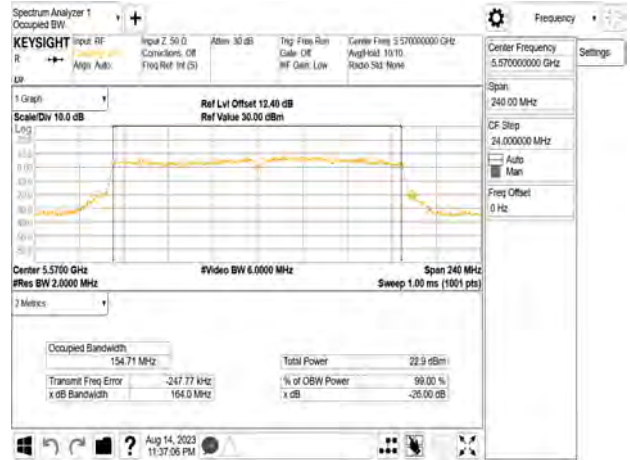 Spectrum Analyzer 1
Occupied BW
Frequency
KEYSIGHT
Input: RF
Input Z: 50 Ω
Atten: 30 dB
Trig: Free Run
Center Freq: 5.570000000 GHz
R
Corrections: Off
Gate: Off
Avg|Hold: 10/10
Align: Auto
Freq Ref: Int (S)
#IF Gain: Low
Radio Std: None
Center Frequency
5.570000000 GHz
Settings
Span
240.00 MHz
CF Step
24.000000 MHz
Auto
Man
Freq Offset
0 Hz
1 Graph
Ref Lvl Offset 12.40 dB
Scale/Div 10.0 dB
Ref Value 30.00 dBm
Log
Center 5.5700 GHz
#Video BW 6.0000 MHz
Span 240 MHz
#Res BW 2.0000 MHz
Sweep 1.00 ms (1001 pts)
2 Metrics
Occupied Bandwidth
154.71 MHz
Total Power
22.9 dBm
Transmit Freq Error
-247.77 kHz
% of OBW Power
99.00 %
x dB Bandwidth
164.0 MHz
x dB
-26.00 dB
Aug 14, 2023
11:37:06 PM